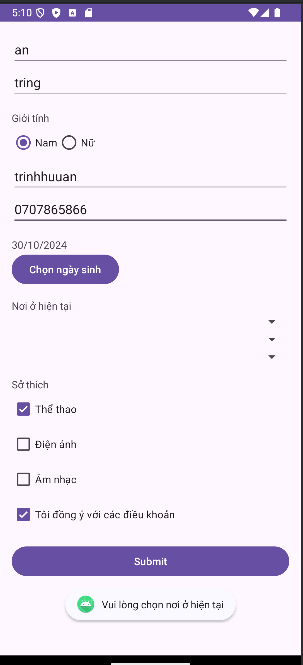 5:10
an
tring
Giới tính
Nam Nữ
trinhhuuan
0707865866
30/10/2024
Chọn ngày sinh
Nơi ở hiện tại
Sở thích
Thể thao
Điện ảnh
Âm nhạc
Tôi đồng ý với các điều khoản
Submit
Vui lòng chọn nơi ở hiện tại